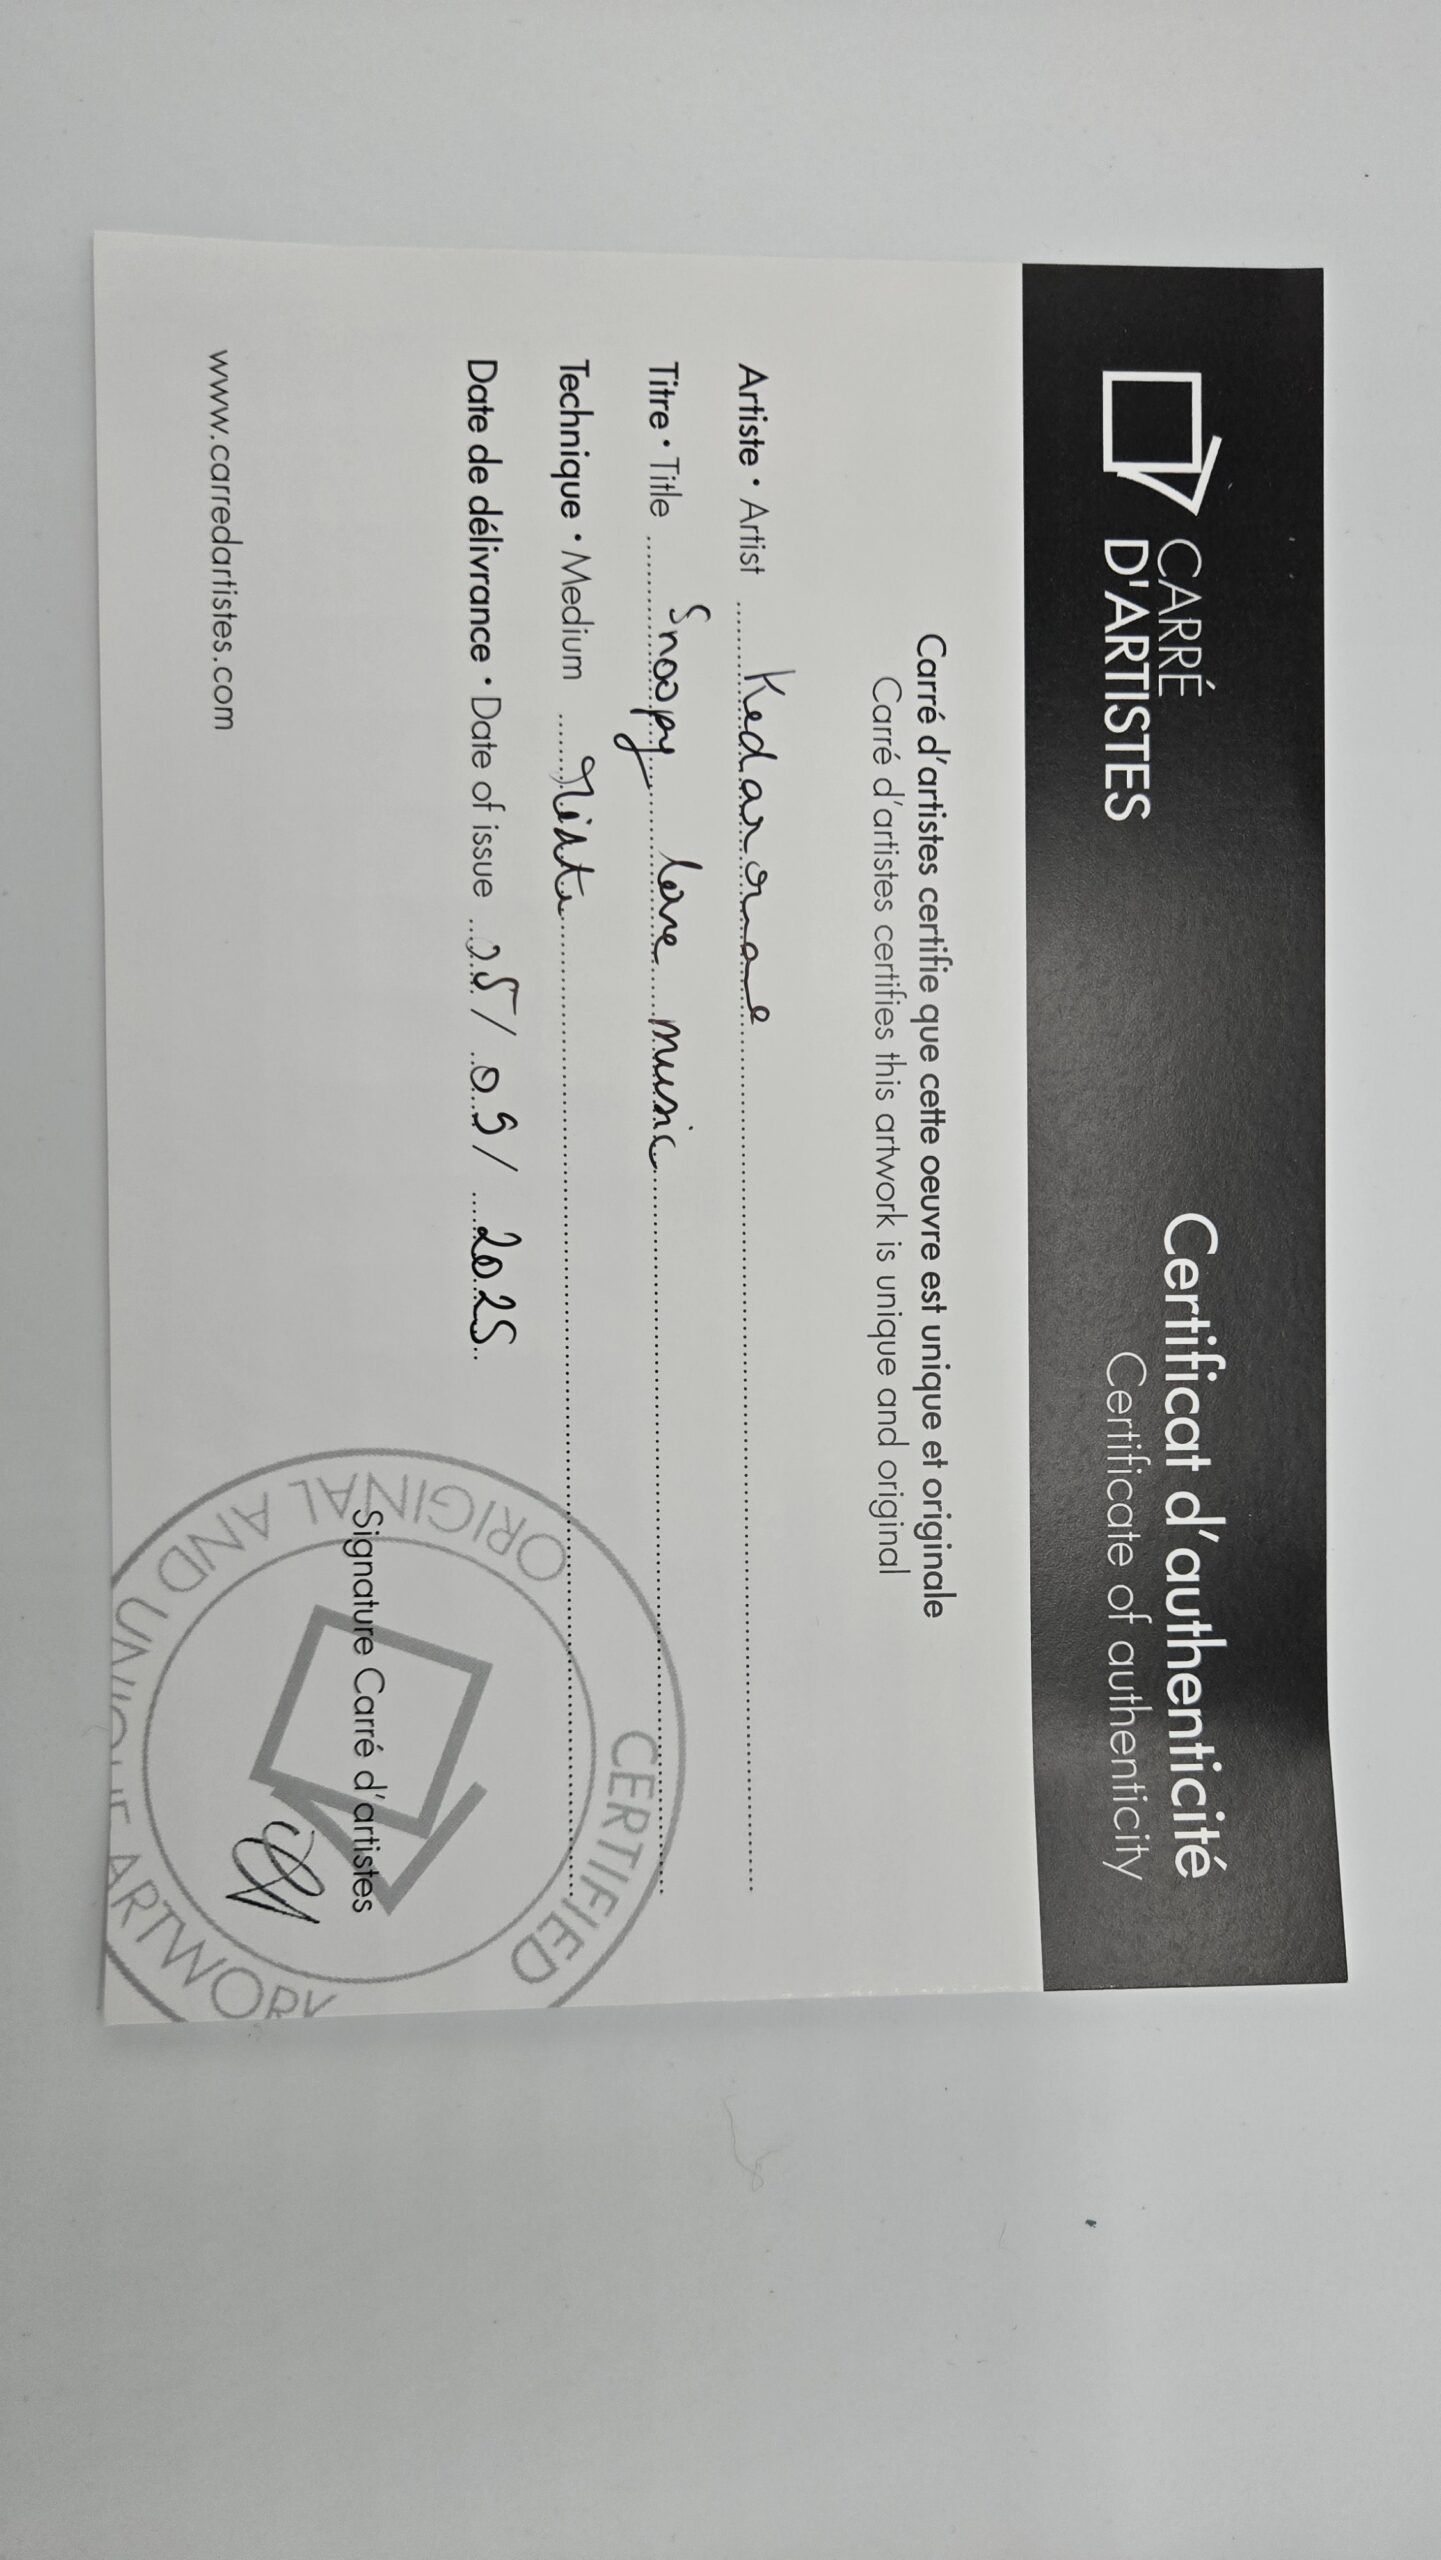 CARRÉ
D'ARTISTES
Certificat d'authenticité
Certificate of authenticity
Carré d'artistes certifie que cette oeuvre est unique et originale
Carré d'artistes certifies this artwork is unique and original
Artiste • Artist
Titre • Title Snoopy love music
Technique • Medium
Date de délivrance • Date of issue 25/09/2025
Signature Carré d'artistes
www.carredartistes.com
CERTIFIED
ORIGINAL AND UNIQUE ARTWORK